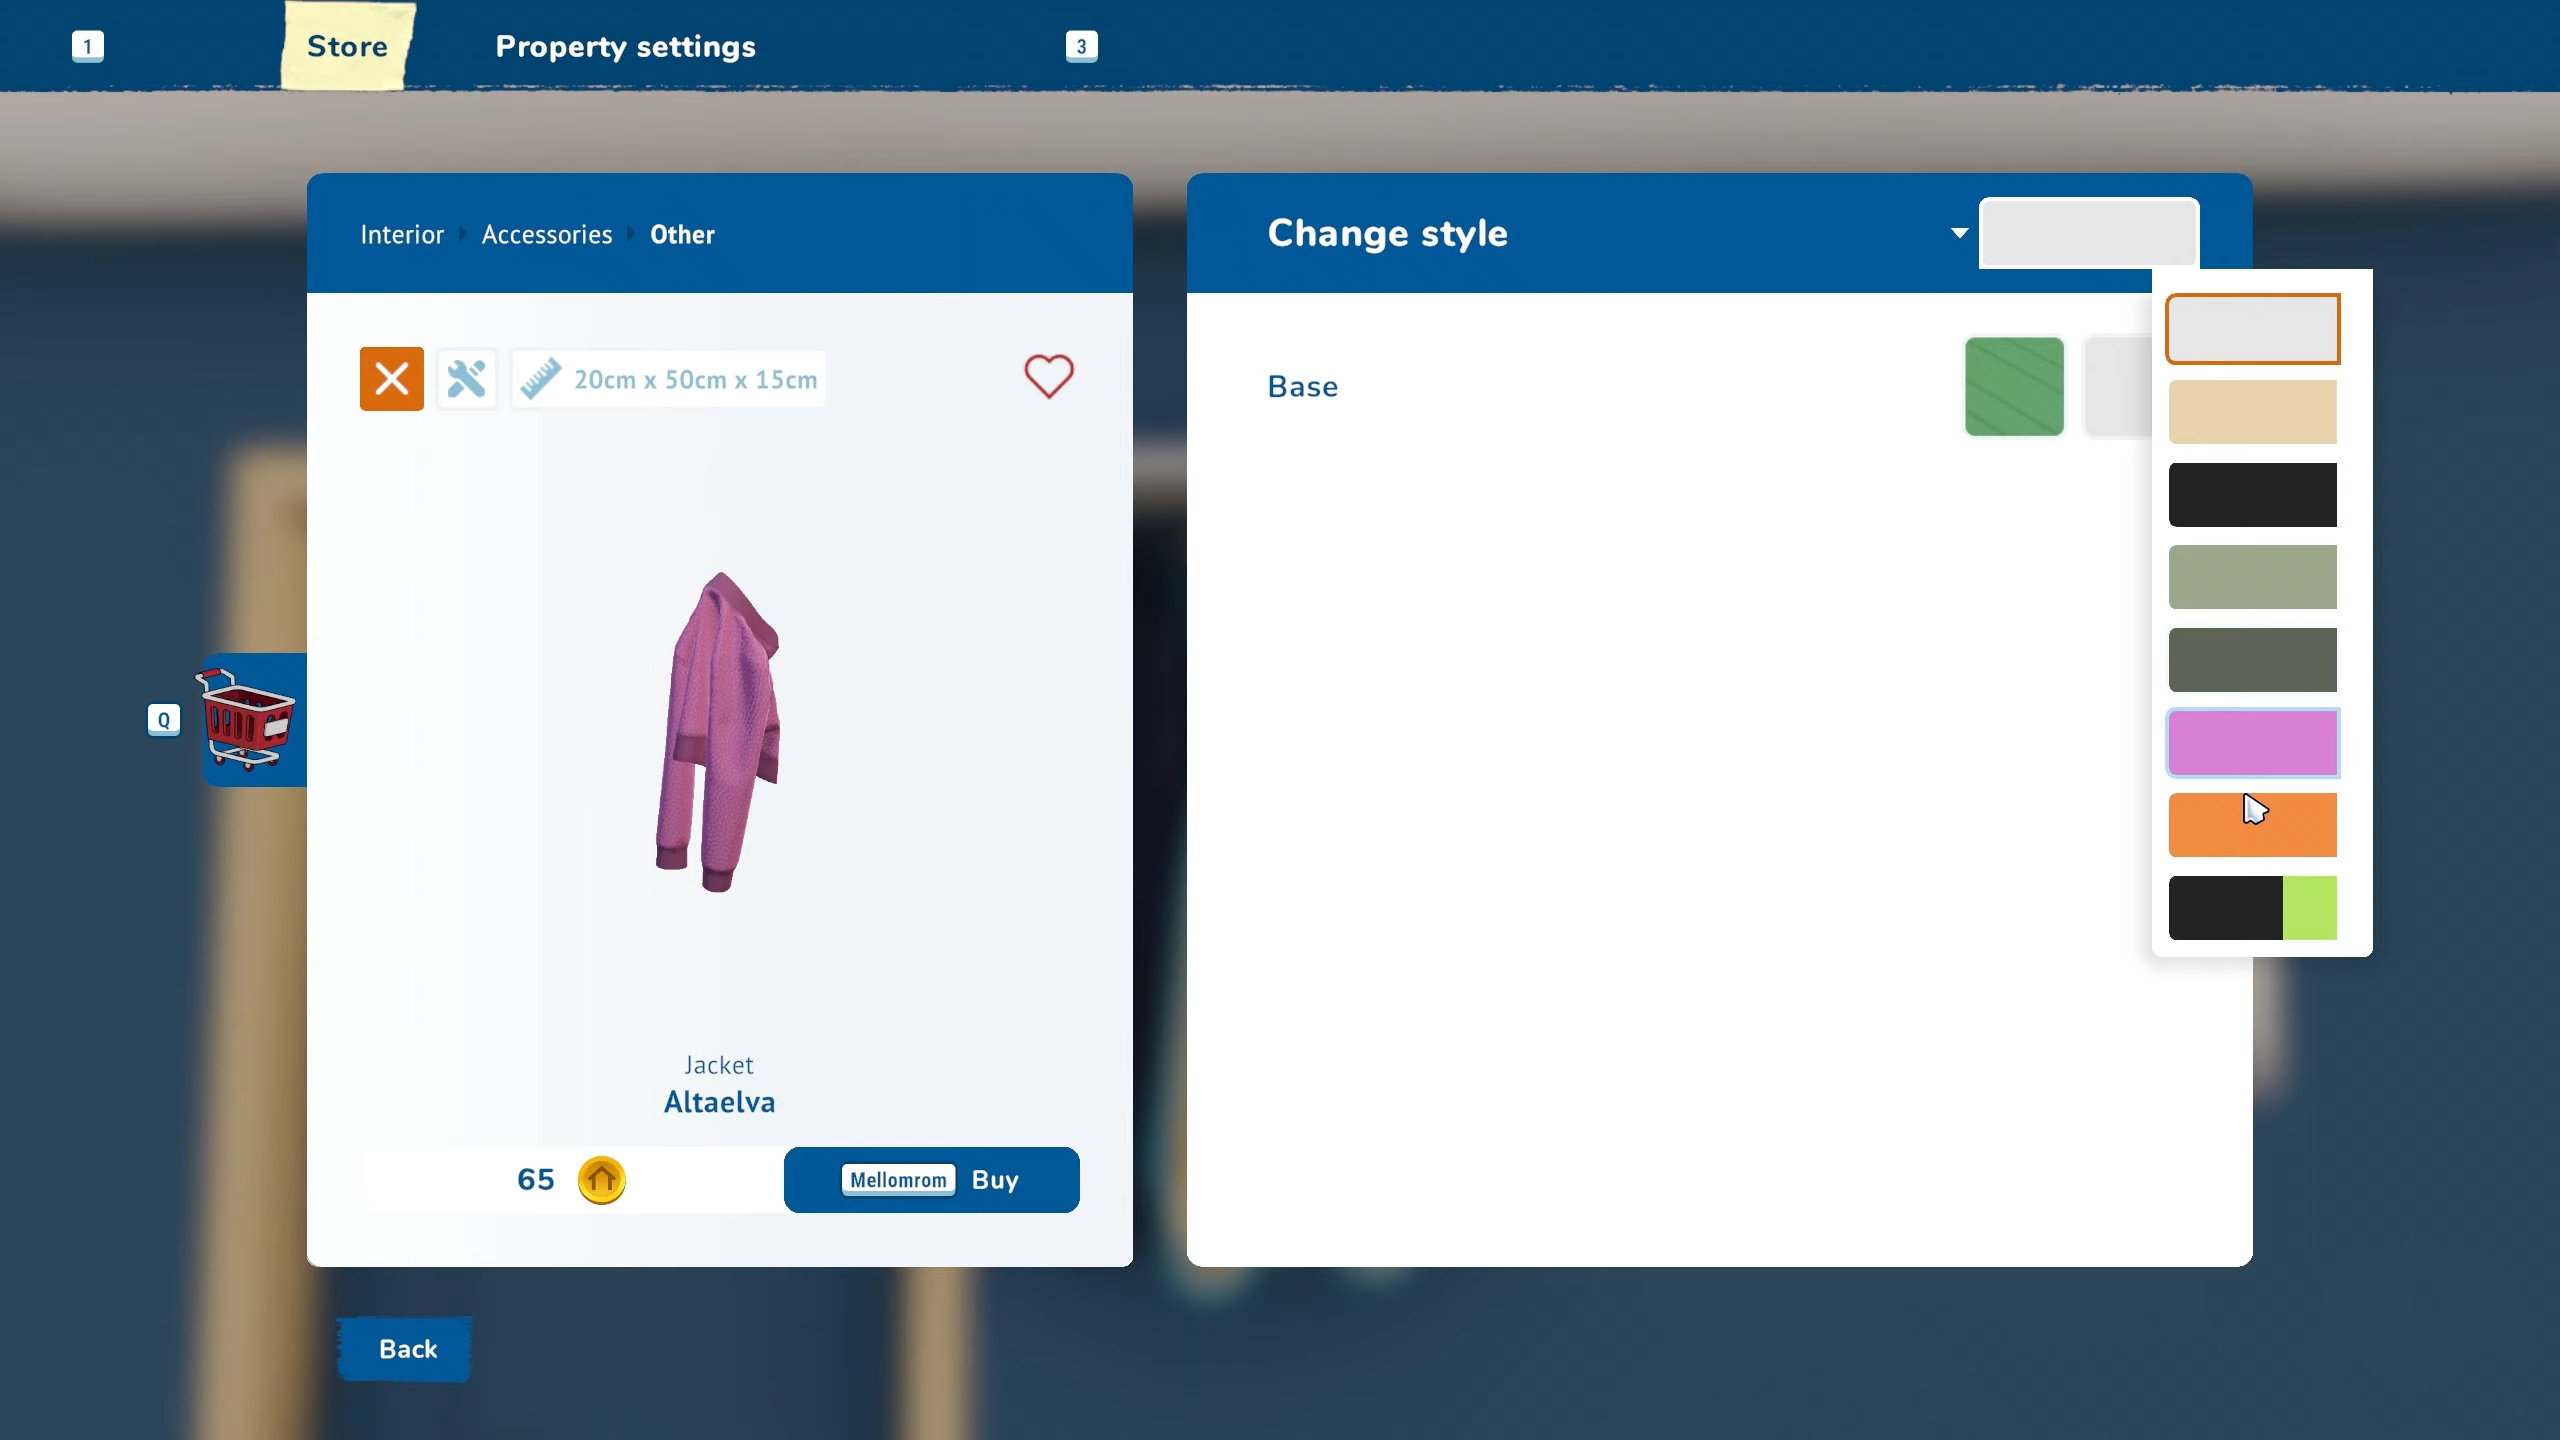 1
Store
Property settings
3
Interior Accessories Other
Change style
20cm x 50cm x 15cm
Base
Q
Jacket
Altaelva
65
Mellomrom Buy
Back